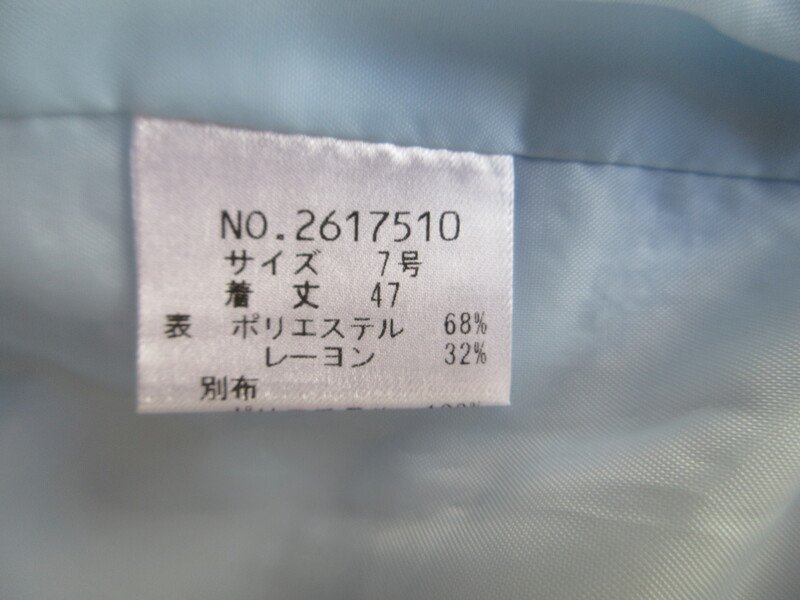 NO.2617510
サイズ 7号
着丈 47
表 ポリエステル 68%
レーヨン 32%
別布